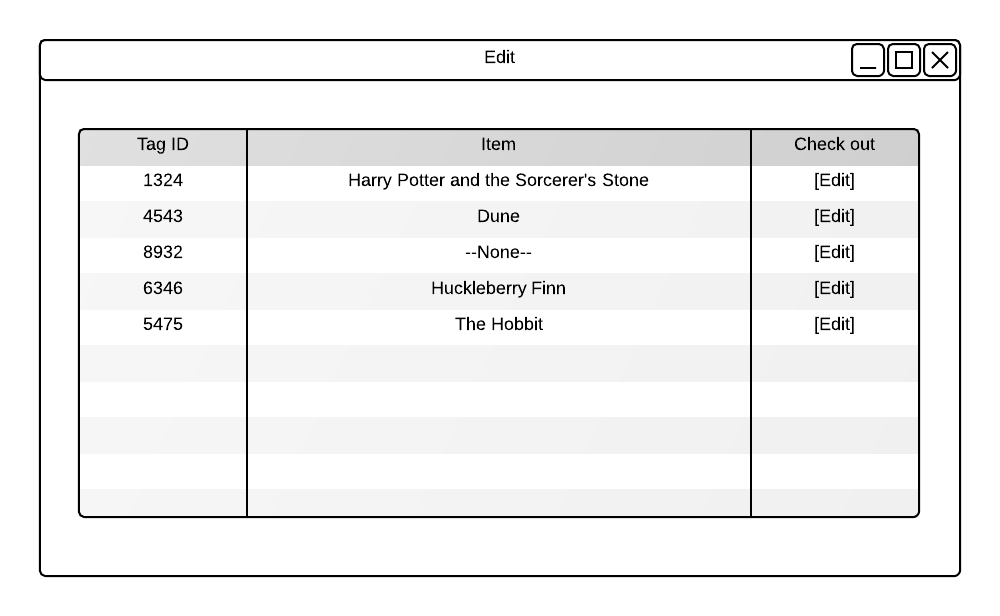 Edit
Tag ID Item Check out
1324 Harry Potter and the Sorcerer's Stone [Edit]
4543 Dune [Edit]
8932 --None-- [Edit]
6346 Huckleberry Finn [Edit]
5475 The Hobbit [Edit]